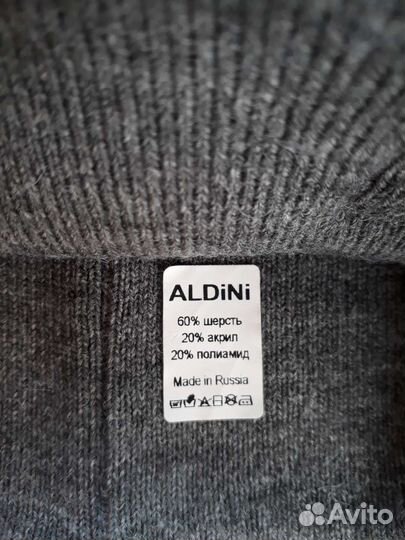 ALDiNi
60% шерсть
20% акрил
20% полиамид
Made in Russia
Avito